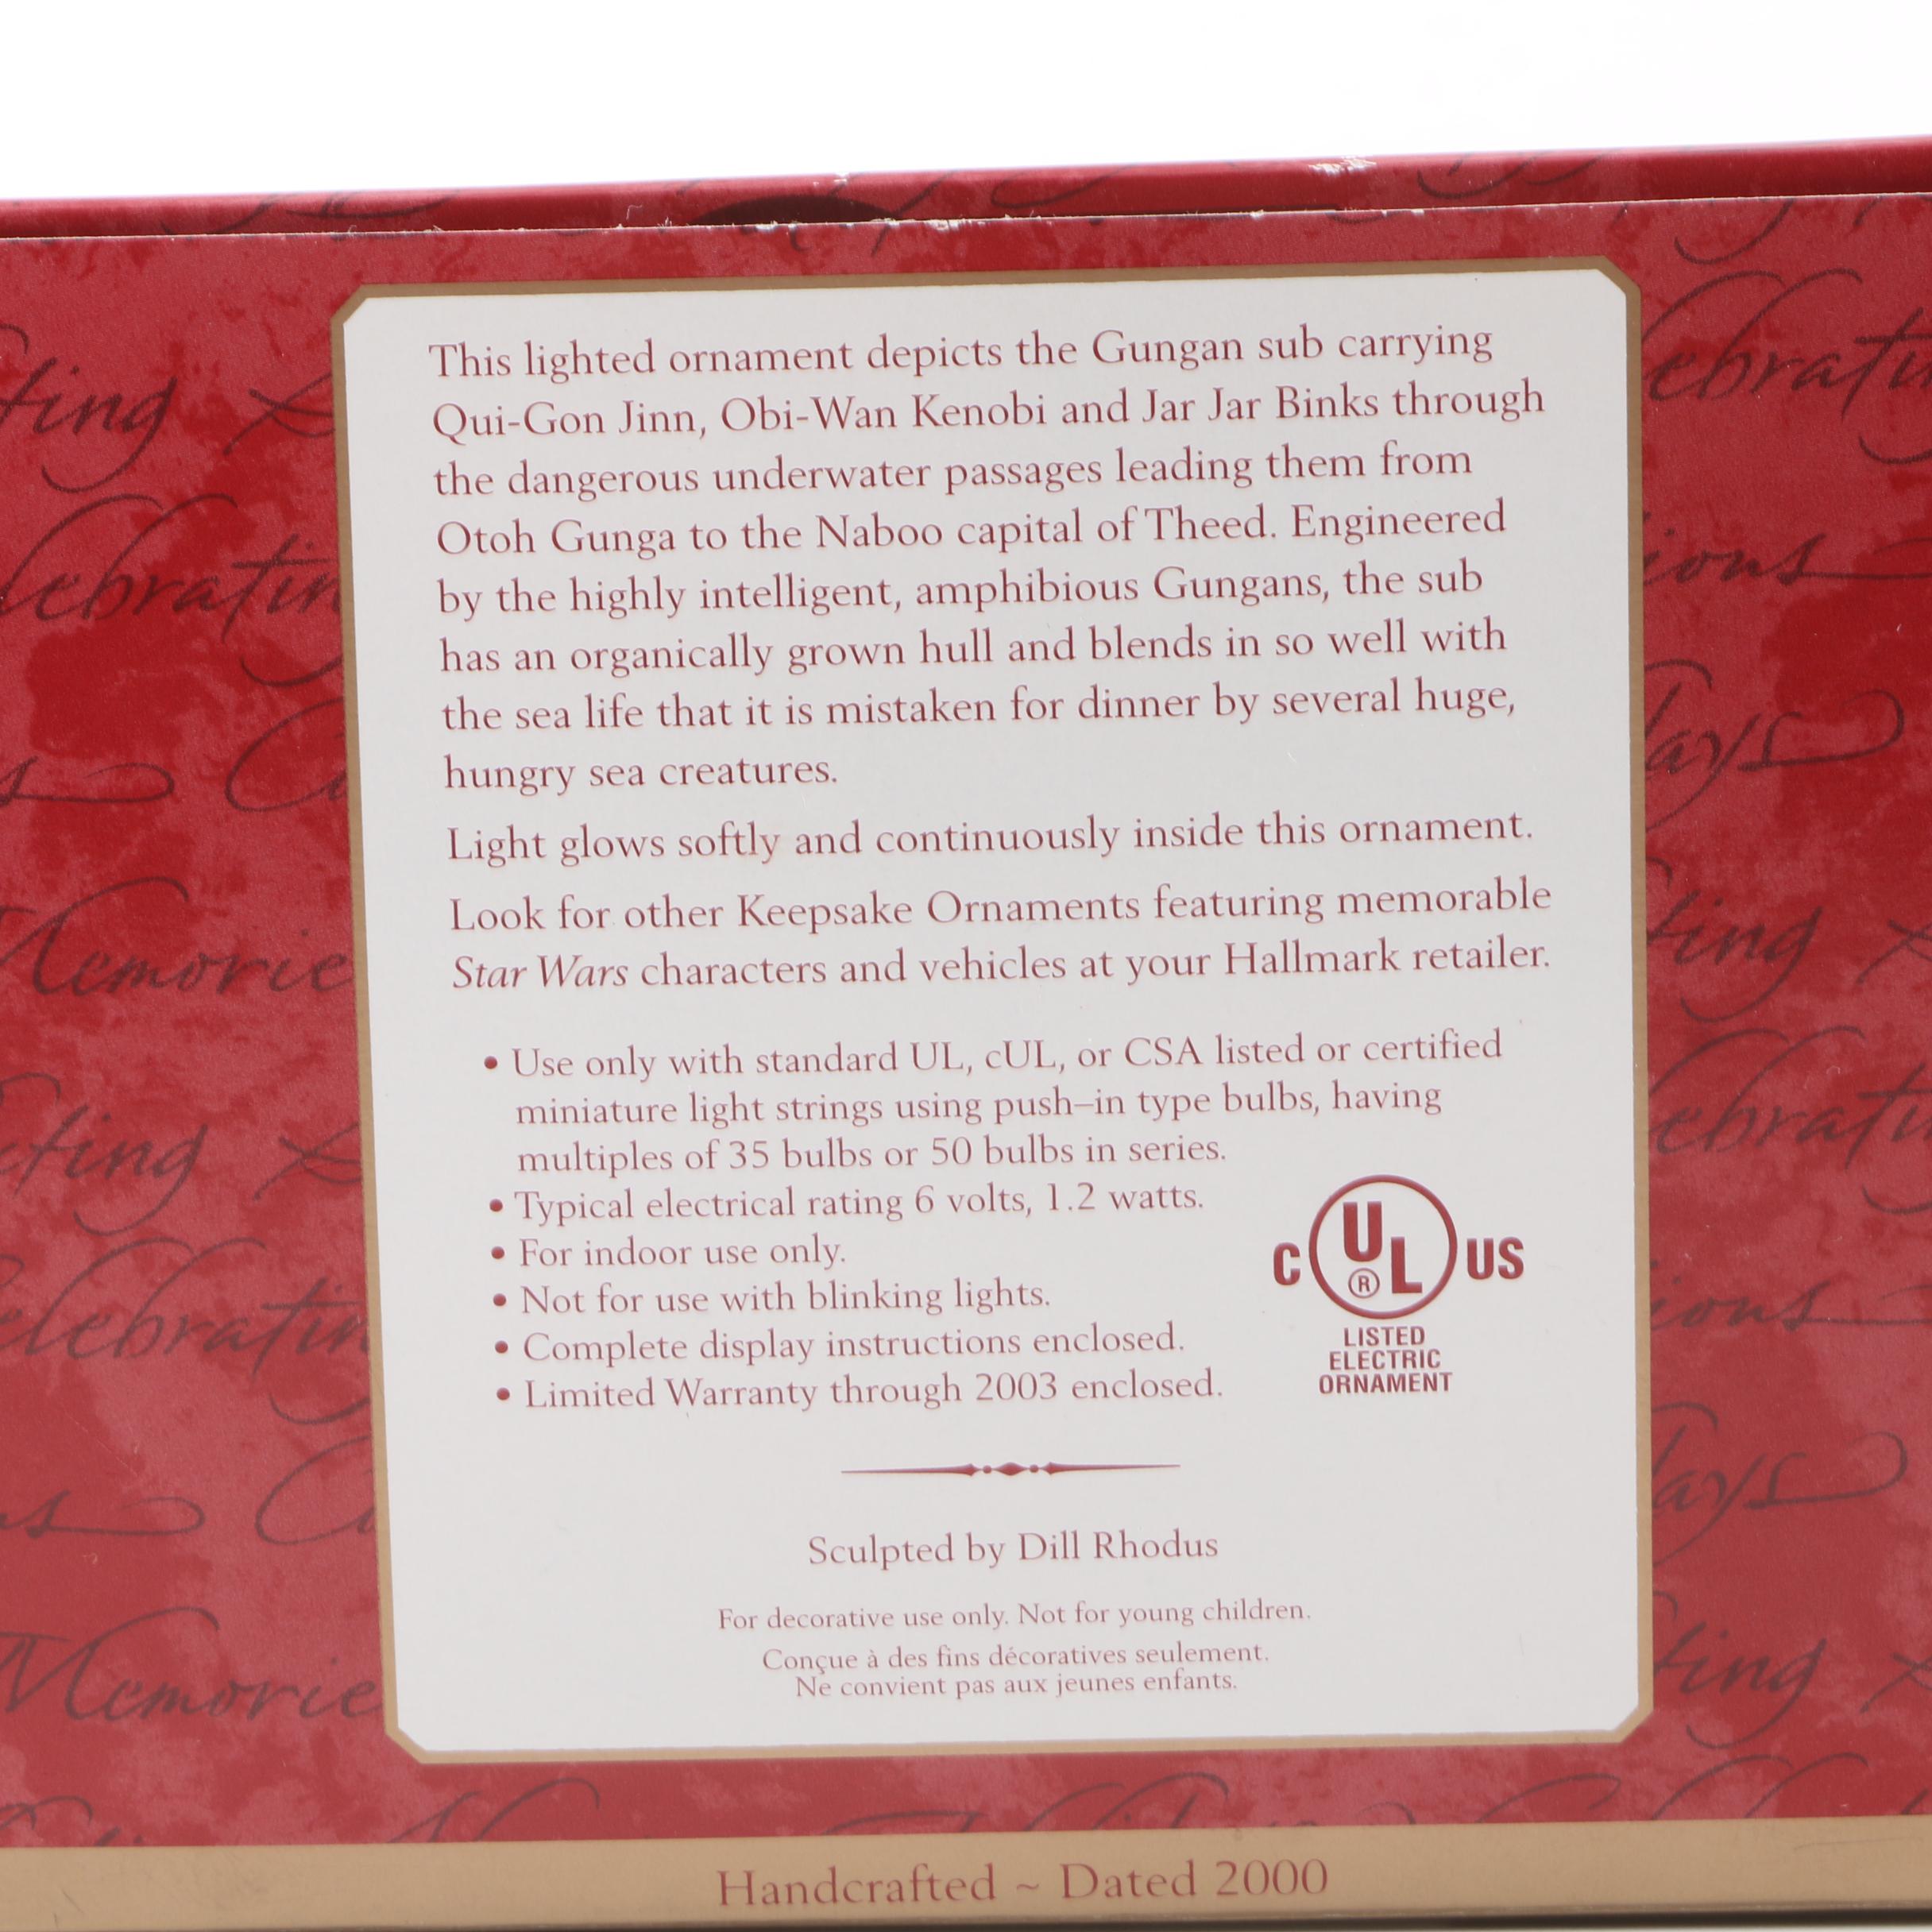 This lighted ornament depicts the Gungan sub carrying
Qui-Gon Jinn, Obi-Wan Kenobi and Jar Jar Binks through
the dangerous underwater passages leading them from
Otoh Gunga to the Naboo capital of Theed. Engineered
by the highly intelligent, amphibious Gungans, the sub
has an organically grown hull and blends in so well with
the sea life that it is mistaken for dinner by several huge,
hungry sea creatures.
Light glows softly and continuously inside this ornament.
Look for other Keepsake Ornaments featuring memorable
Star Wars characters and vehicles at your Hallmark retailer.
• Use only with standard UL, cUL, or CSA listed or certified
miniature light strings using push–in type bulbs, having
multiples of 35 bulbs or 50 bulbs in series.
• Typical electrical rating 6 volts, 1.2 watts.
• For indoor use only.
• Not for use with blinking lights.
• Complete display instructions enclosed.
• Limited Warranty through 2003 enclosed.
C UL® US
LISTED
ELECTRIC
ORNAMENT
Sculpted by Dill Rhodus
For decorative use only. Not for young children.
Conçue à des fins décoratives seulement.
Ne convient pas aux jeunes enfants.
Handcrafted ~ Dated 2000